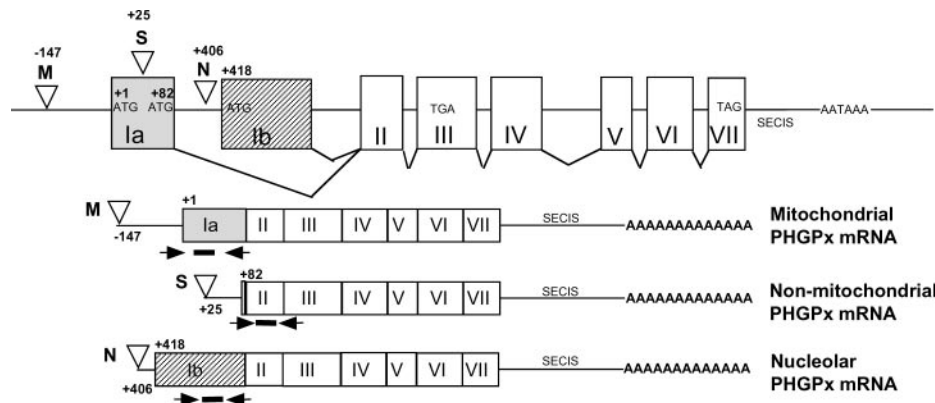 +25
-147 S +406
M N +418
+1 +82
ATG ATG ATG TGA TAG
Ia Ib II III IV V VI VII SECIS AATAAA
+1
M Ia II III IV V VI VII SECIS AAAAAAAAAAAAA Mitochondrial
-147 PHGPx mRNA
S +82
II III IV V VI VII SECIS AAAAAAAAAAAAA Non-mitochondrial
+25 PHGPx mRNA
N +418
Ib II III IV V VI VII SECIS AAAAAAAAAAAAA Nucleolar
+406 PHGPx mRNA